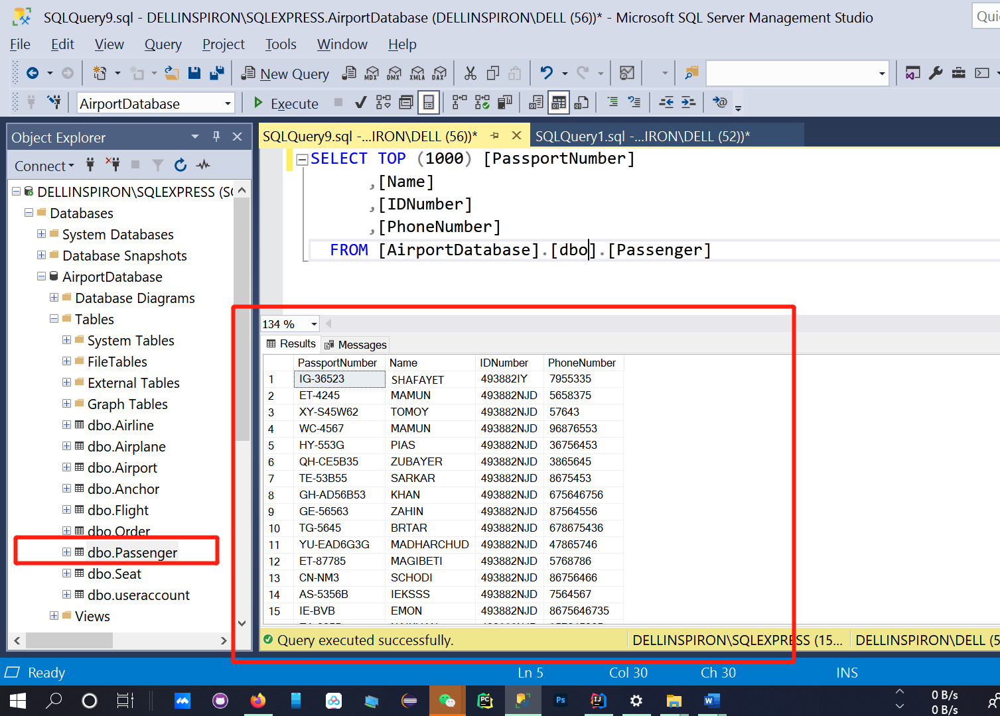 SQLQuery9.sql - DELLINSPIRON\SQLEXPRESS.AirportDatabase (DELLINSPIRON\DELL (56))* - Microsoft SQL Server Management Studio
File Edit View Query Project Tools Window Help
New Query MDX DMX XMLA DAX
AirportDatabase Execute
Object Explorer
Connect
DELLINSPIRON\SQLEXPRESS
Databases
System Databases
Database Snapshots
AirportDatabase
Database Diagrams
Tables
System Tables
FileTables
External Tables
Graph Tables
dbo.Airline
dbo.Airplane
dbo.Airport
dbo.Anchor
dbo.Flight
dbo.Order
dbo.Passenger
dbo.Seat
dbo.useraccount
Views
SQLQuery9.sql -...IRON\DELL (56))* SQLQuery1.sql -...IRON\DELL (52))*
SELECT TOP (1000) [PassportNumber]
,[Name]
,[IDNumber]
,[PhoneNumber]
FROM [AirportDatabase].[dbo].[Passenger]
134 %
Results Messages
PassportNumber Name IDNumber PhoneNumber
1 IG-36523 SHAFAYET 493882IY 7955335
2 ET-4245 MAMUN 493882NJD 5658375
3 XY-S45W62 TOMOY 493882NJD 57643
4 WC-4567 MAMUN 493882NJD 96876553
5 HY-553G PIAS 493882NJD 36756453
6 QH-CE5B35 ZUBAYER 493882NJD 3865645
7 TE-53B55 SARKAR 493882NJD 8675453
8 GH-AD56B53 KHAN 493882NJD 675646756
9 GE-56563 ZAHIN 493882NJD 87564556
10 TG-5645 BRTAR 493882NJD 678675436
11 YU-EAD6G3G MADHARCHUD 493882NJD 47865746
12 ET-87785 MAGIBETI 493882NJD 5768786
13 CN-NM3 SCHODI 493882NJD 86756466
14 AS-5356B IEKSSS 493882NJD 7564567
15 IE-BVB EMON 493882NJD 8675646735
Query executed successfully. DELLINSPIRON\SQLEXPRESS (15... DELLINSPIRON\DELL (5
Ready Ln 5 Col 30 Ch 30 INS
PC Ps IJ W
0 B/s
0 B/s